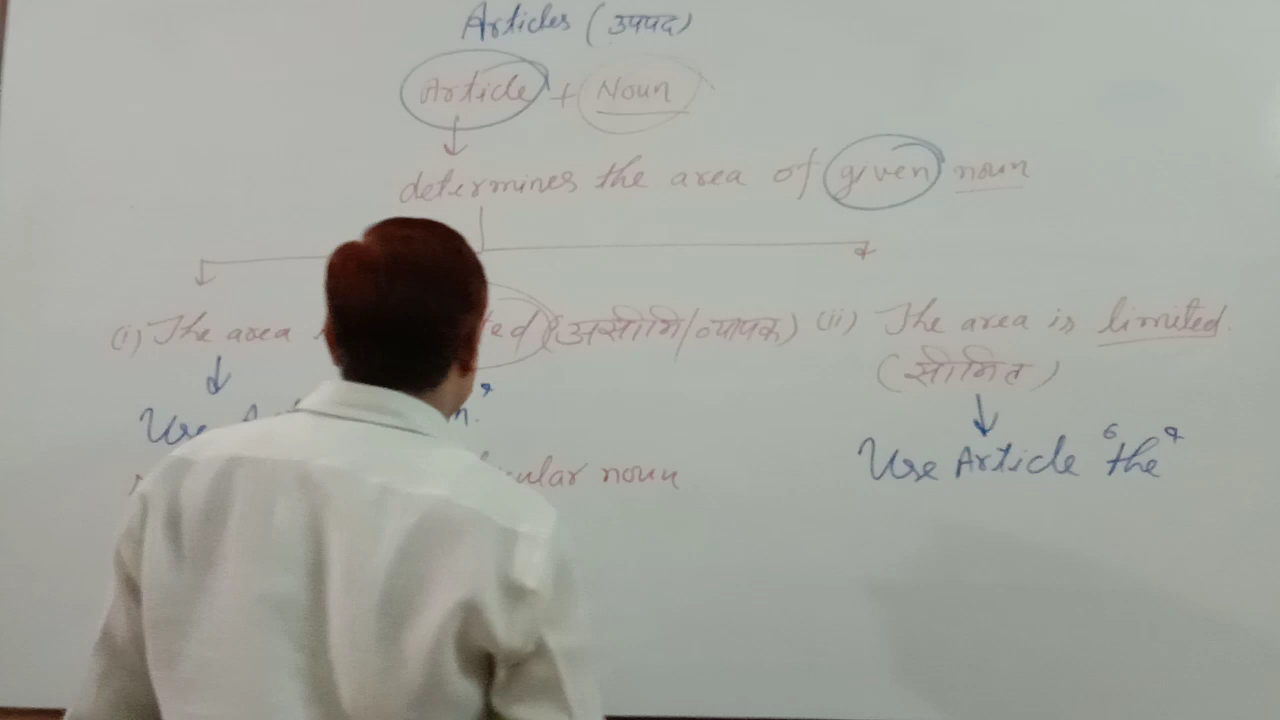 Articles (उपपद)
Article + Noun
determines the area of given noun
(i) The area ted (असीमि/व्यापक) (ii) The area is limited.
(सीमित)
Use n." Use Article "the"
cular noun